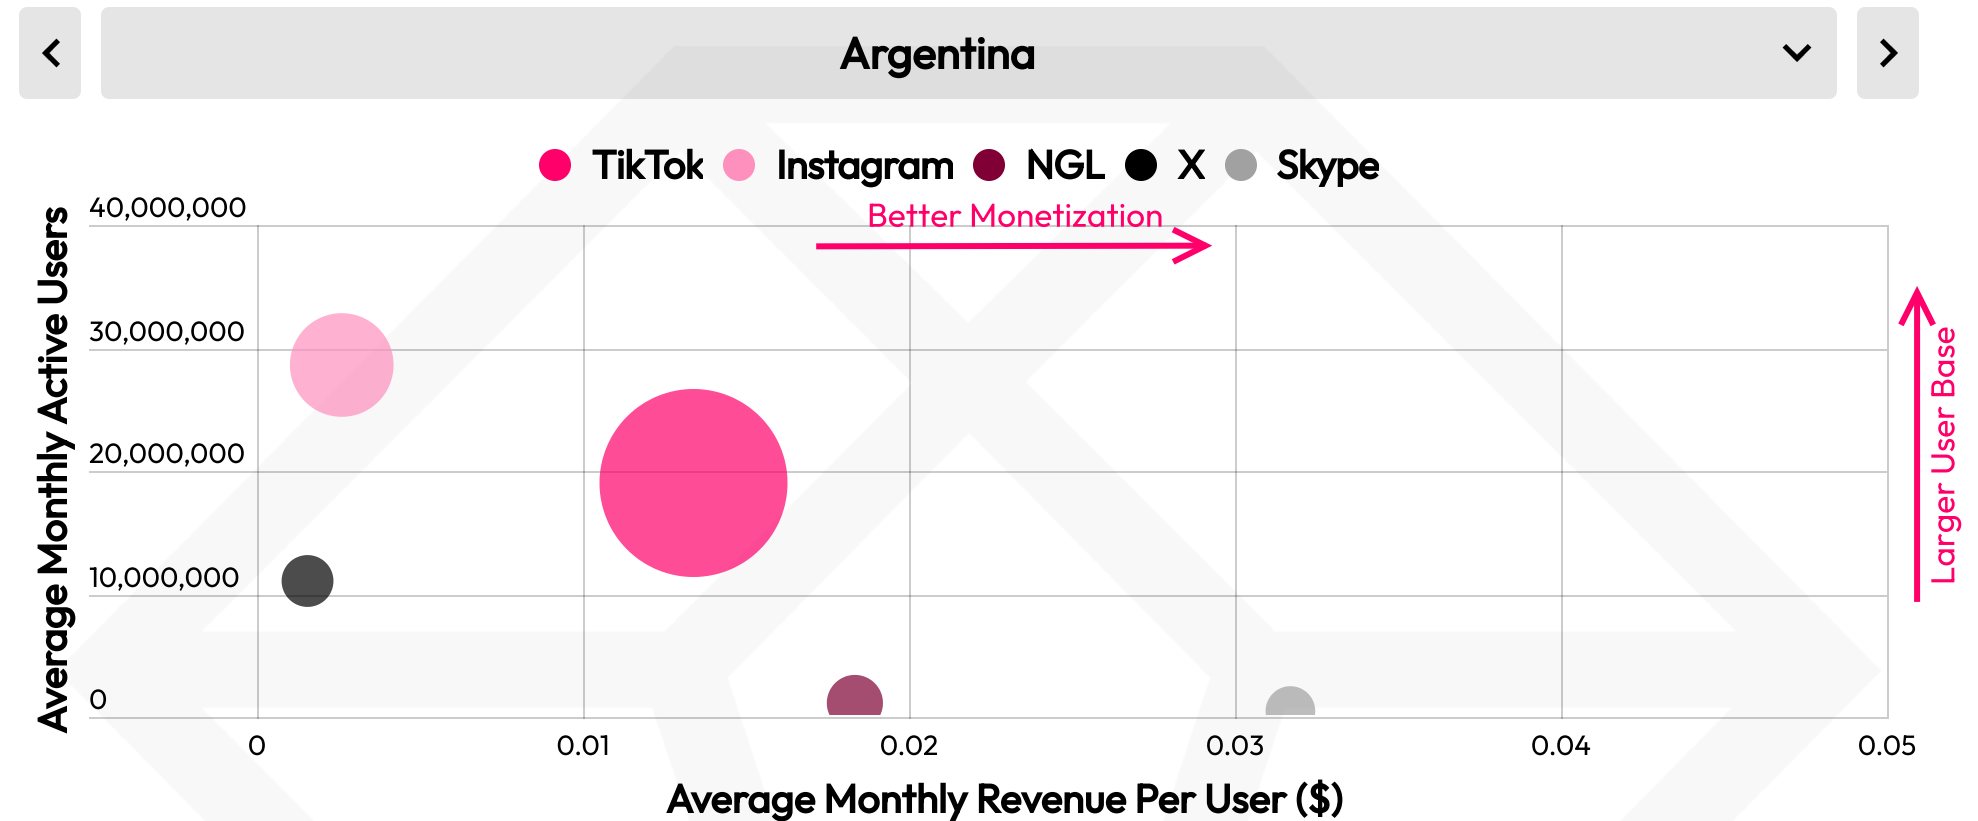 Argentina
TikTok Instagram NGL X Skype
Better Monetization
Average Monthly Active Users
40,000,000
30,000,000
20,000,000
10,000,000
0
Larger User Base
0 0.01 0.02 0.03 0.04 0.05
Average Monthly Revenue Per User ($)